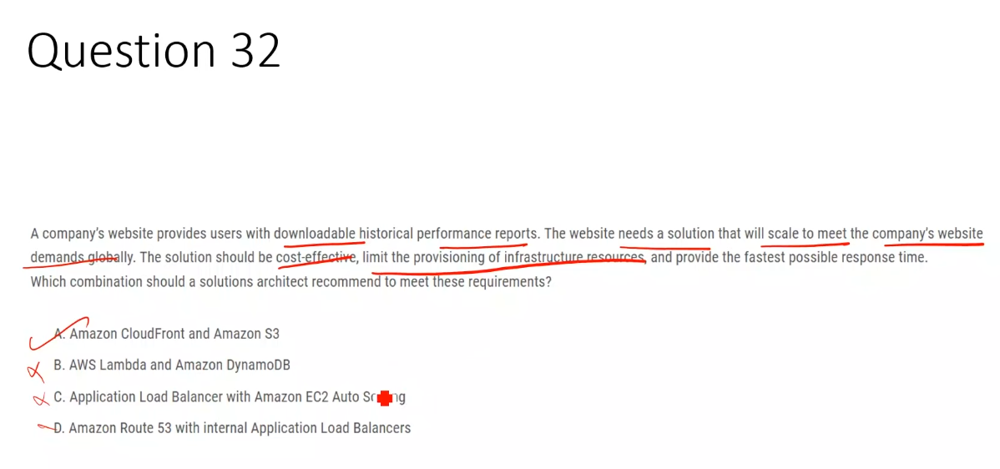 Question 32
A company's website provides users with downloadable historical performance reports. The website needs a solution that will scale to meet the company's website
demands globally. The solution should be cost-effective, limit the provisioning of infrastructure resources, and provide the fastest possible response time.
Which combination should a solutions architect recommend to meet these requirements?
A. Amazon CloudFront and Amazon S3
B. AWS Lambda and Amazon DynamoDB
C. Application Load Balancer with Amazon EC2 Auto Scaling
D. Amazon Route 53 with internal Application Load Balancers